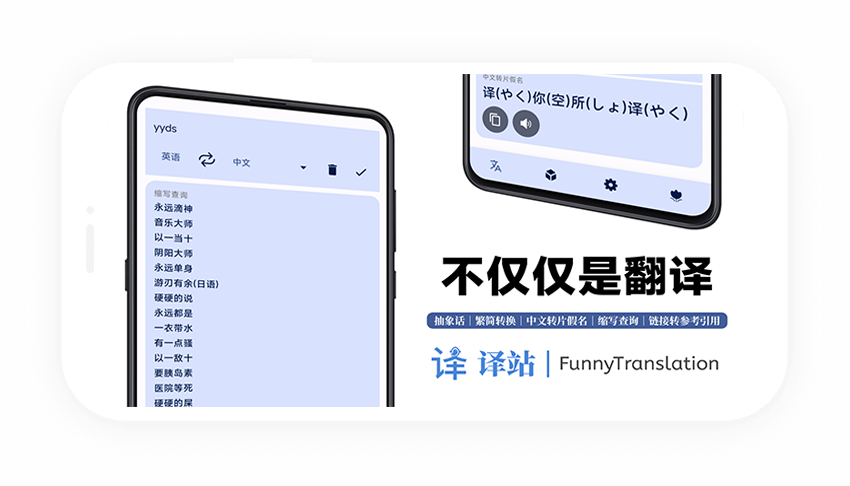 yyds
英语
中文
缩写查询
永远滴神
音乐大师
以一当十
阴阳大师
永远单身
游刃有余(日语)
硬硬的说
永远都是
一衣带水
有一点骚
以一敌十
要胰岛素
医院等死
硬硬的屎
中文转片假名
译(やく)你(空)所(しょ)译(やく)
不仅仅是翻译
抽象话｜繁简转换｜中文转片假名｜缩写查询｜链接转参考引用
译 译站｜FunnyTranslation